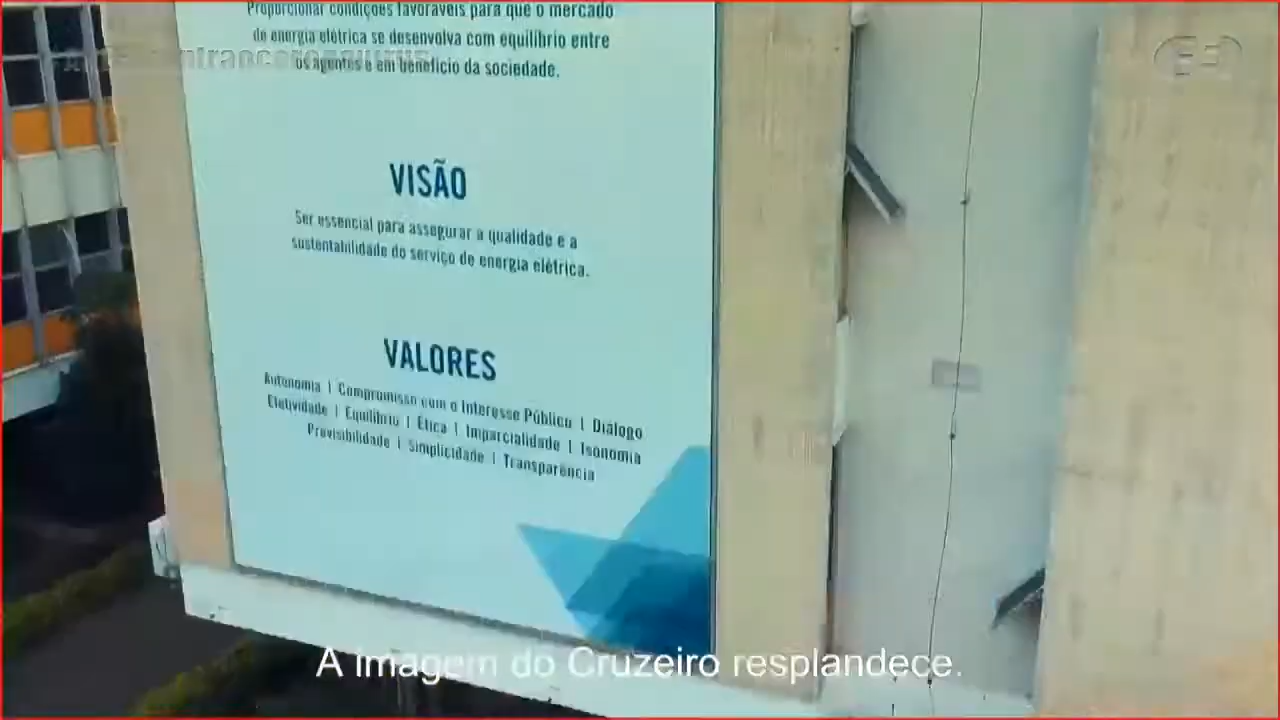 Proporcionar condições favoráveis para que o mercado
de energia elétrica se desenvolva com equilíbrio entre
os agentes e em benefício da sociedade.
VISÃO
Ser essencial para assegurar a qualidade e a
sustentabilidade do serviço de energia elétrica.
VALORES
Autonomia | Compromisso com o Interesse Público | Diálogo
Efetividade | Equilíbrio | Ética | Imparcialidade | Isonomia
Previsibilidade | Simplicidade | Transparência
A imagem do Cruzeiro resplandece.